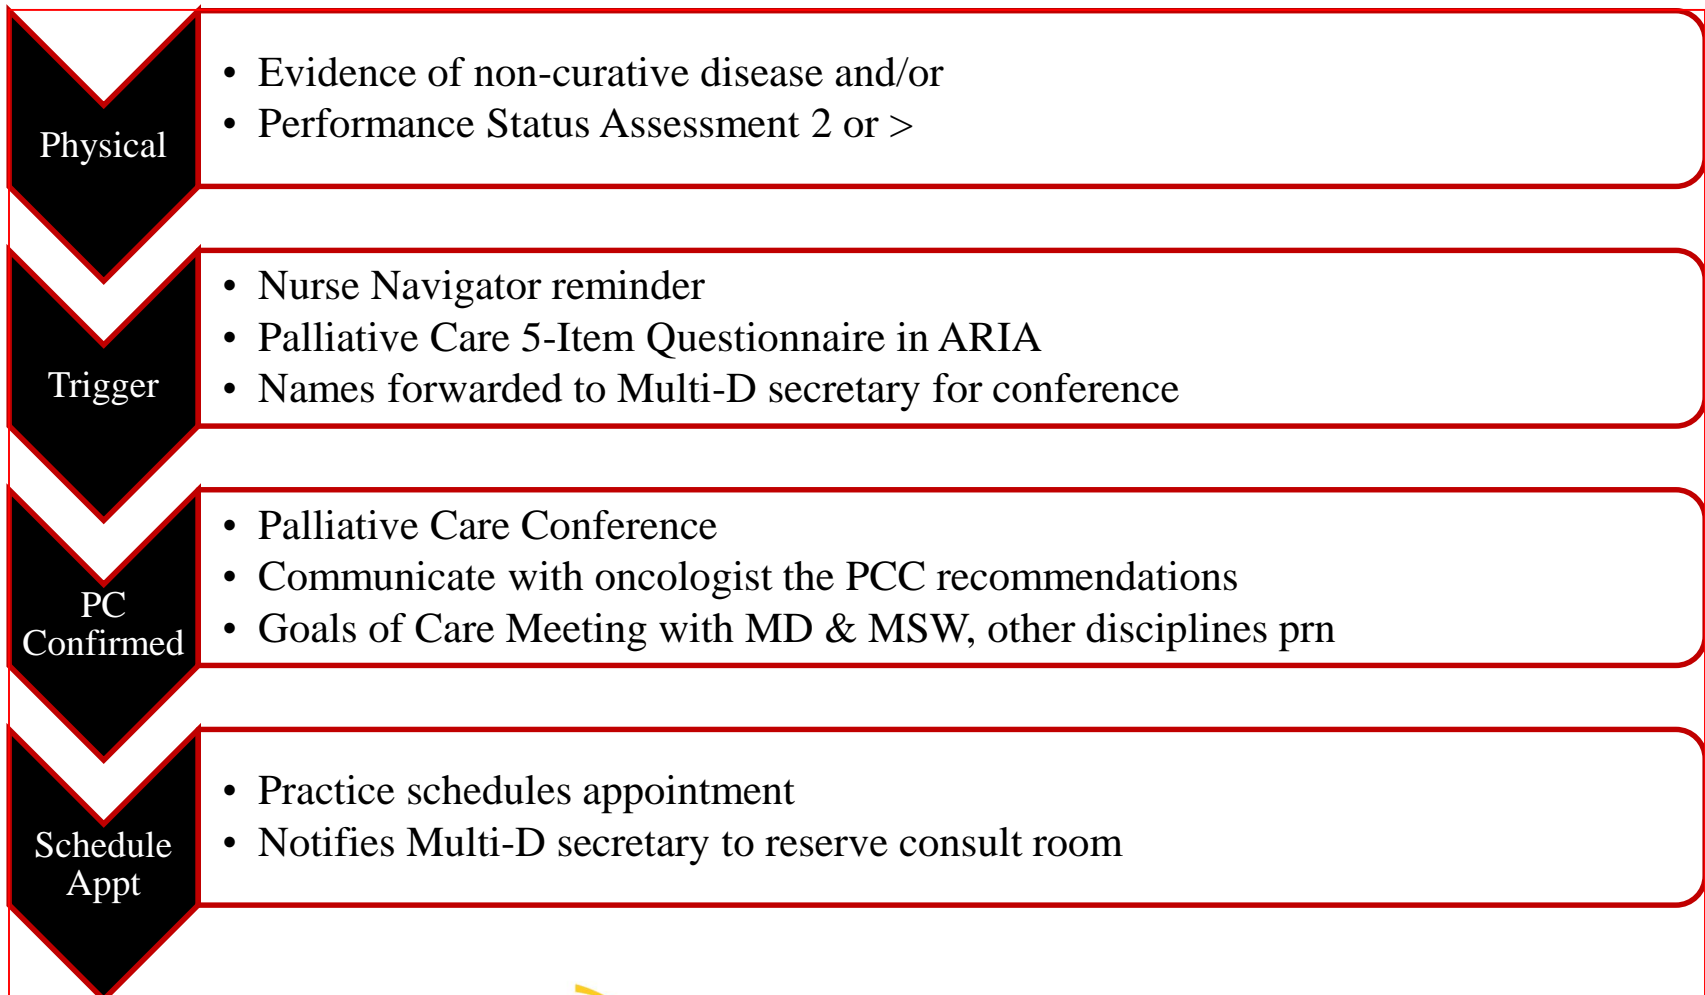 Physical
• Evidence of non-curative disease and/or
• Performance Status Assessment 2 or >
Trigger
• Nurse Navigator reminder
• Palliative Care 5-Item Questionnaire in ARIA
• Names forwarded to Multi-D secretary for conference
PC
Confirmed
• Palliative Care Conference
• Communicate with oncologist the PCC recommendations
• Goals of Care Meeting with MD & MSW, other disciplines prn
Schedule
Appt
• Practice schedules appointment
• Notifies Multi-D secretary to reserve consult room